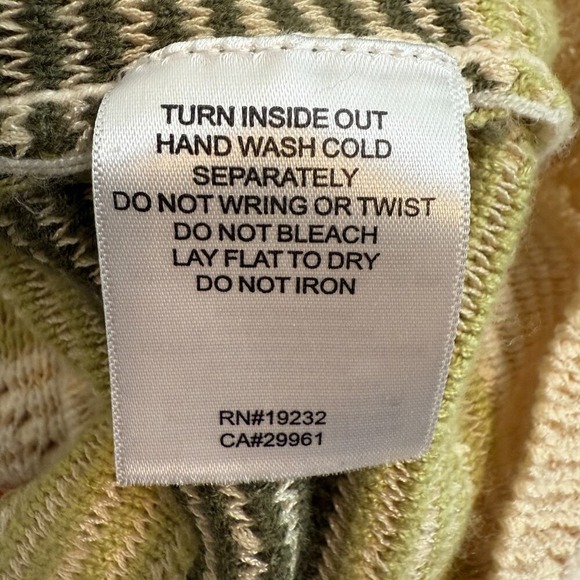 TURN INSIDE OUT
HAND WASH COLD
SEPARATELY
DO NOT WRING OR TWIST
DO NOT BLEACH
LAY FLAT TO DRY
DO NOT IRON
RN#19232
CA#29961